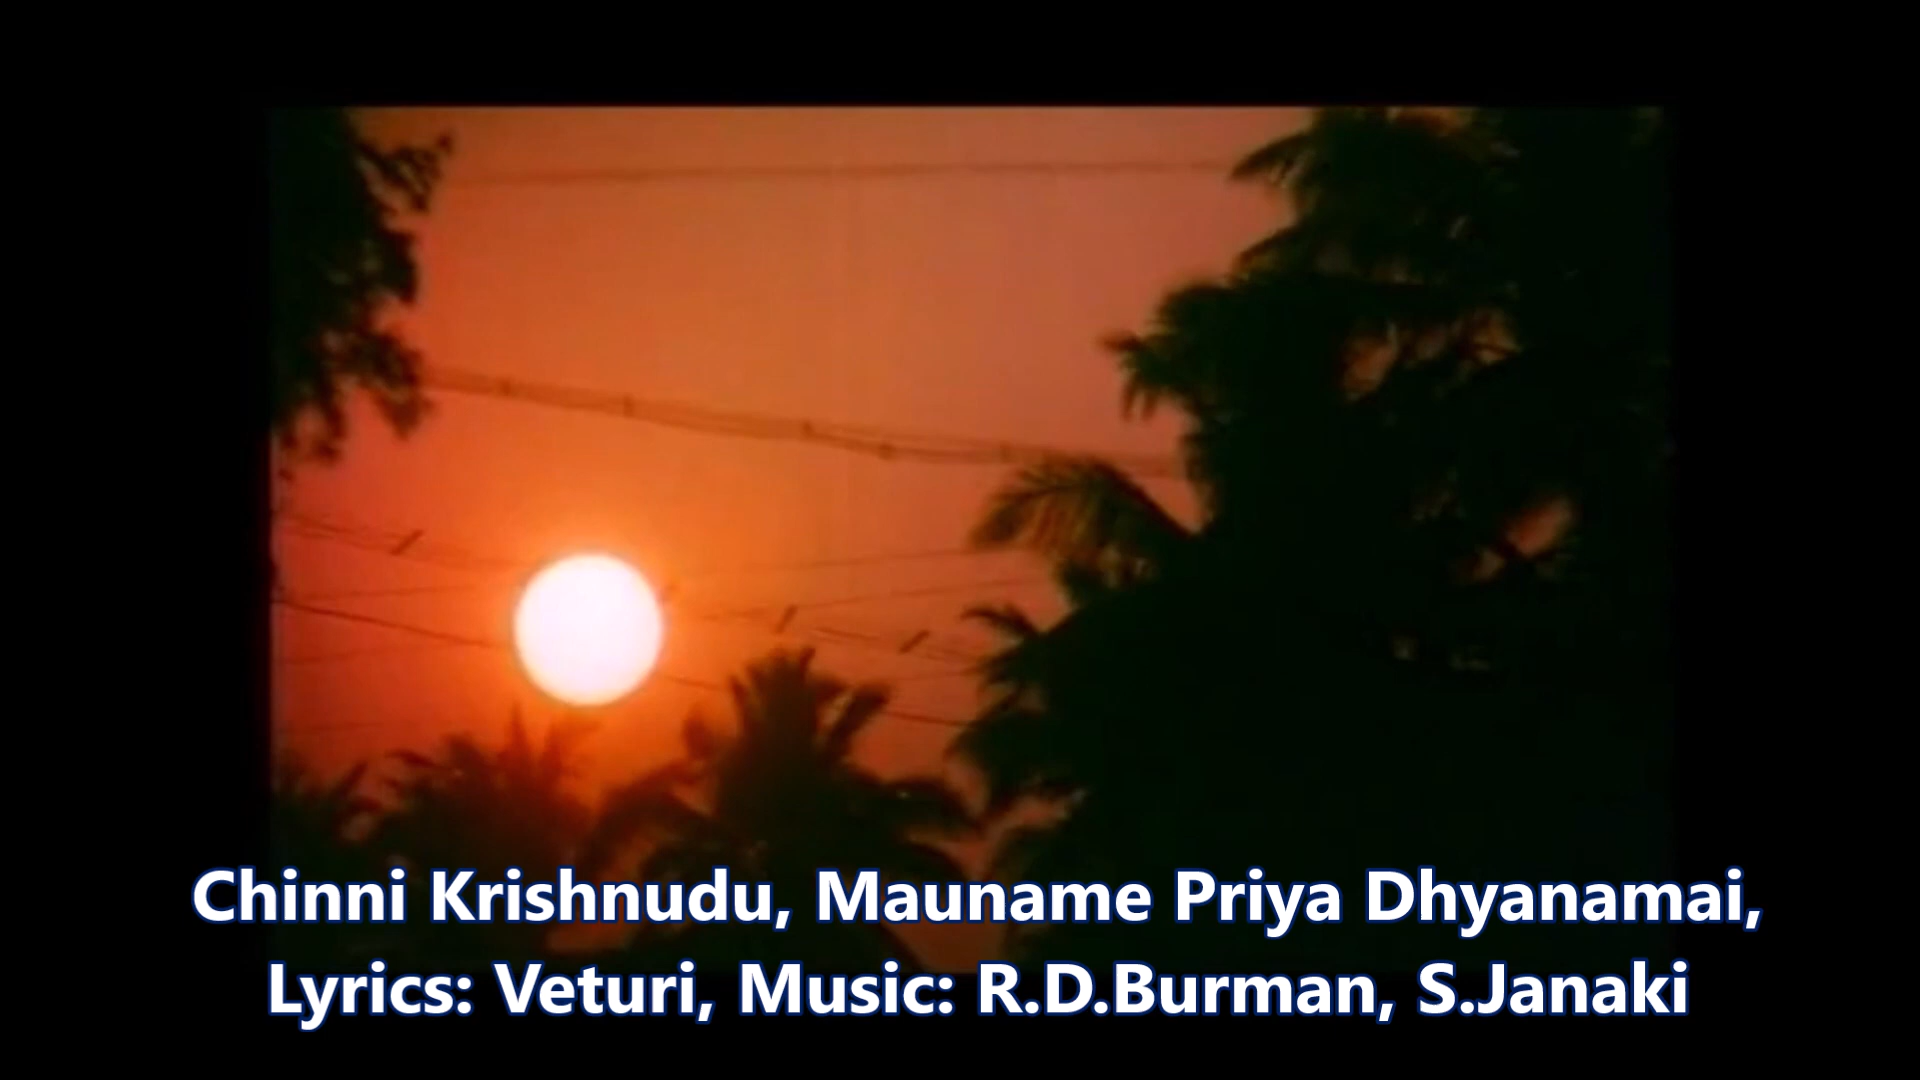 Chinni Krishnudu, Mauname Priya Dhyanamai,
Lyrics: Veturi, Music: R.D.Burman, S.Janaki